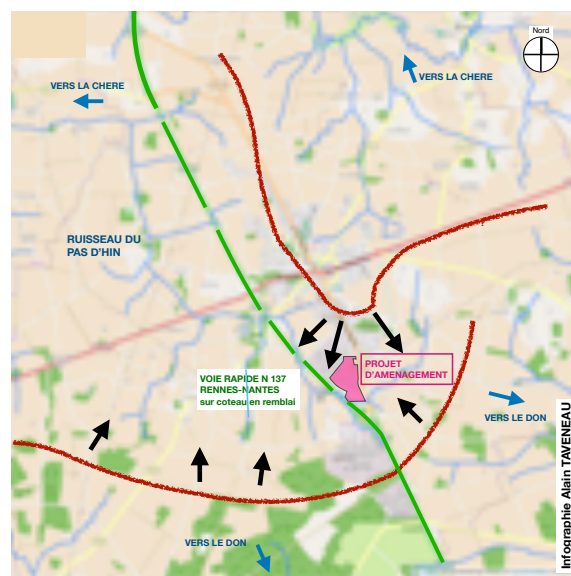 Nord
VERS LA CHERE
VERS LA CHERE
RUISSEAU DU
PAS D'HIN
PROJET
D'AMENAGEMENT
VOIE RAPIDE N 137
RENNES-NANTES
sur coteau en remblai
VERS LE DON
VERS LE DON
Infographie Alain TAVENEAU